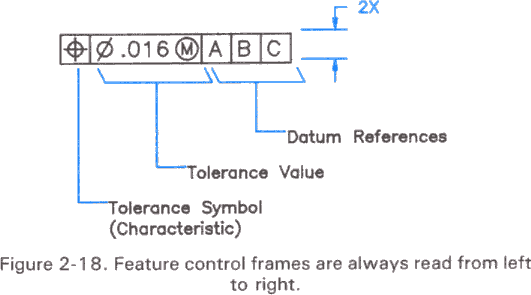 2X
⌖ ⌀ .016 Ⓜ A B C
Datum References
Tolerance Value
Tolerance Symbol
(Characteristic)
Figure 2-18. Feature control frames are always read from left
to right.